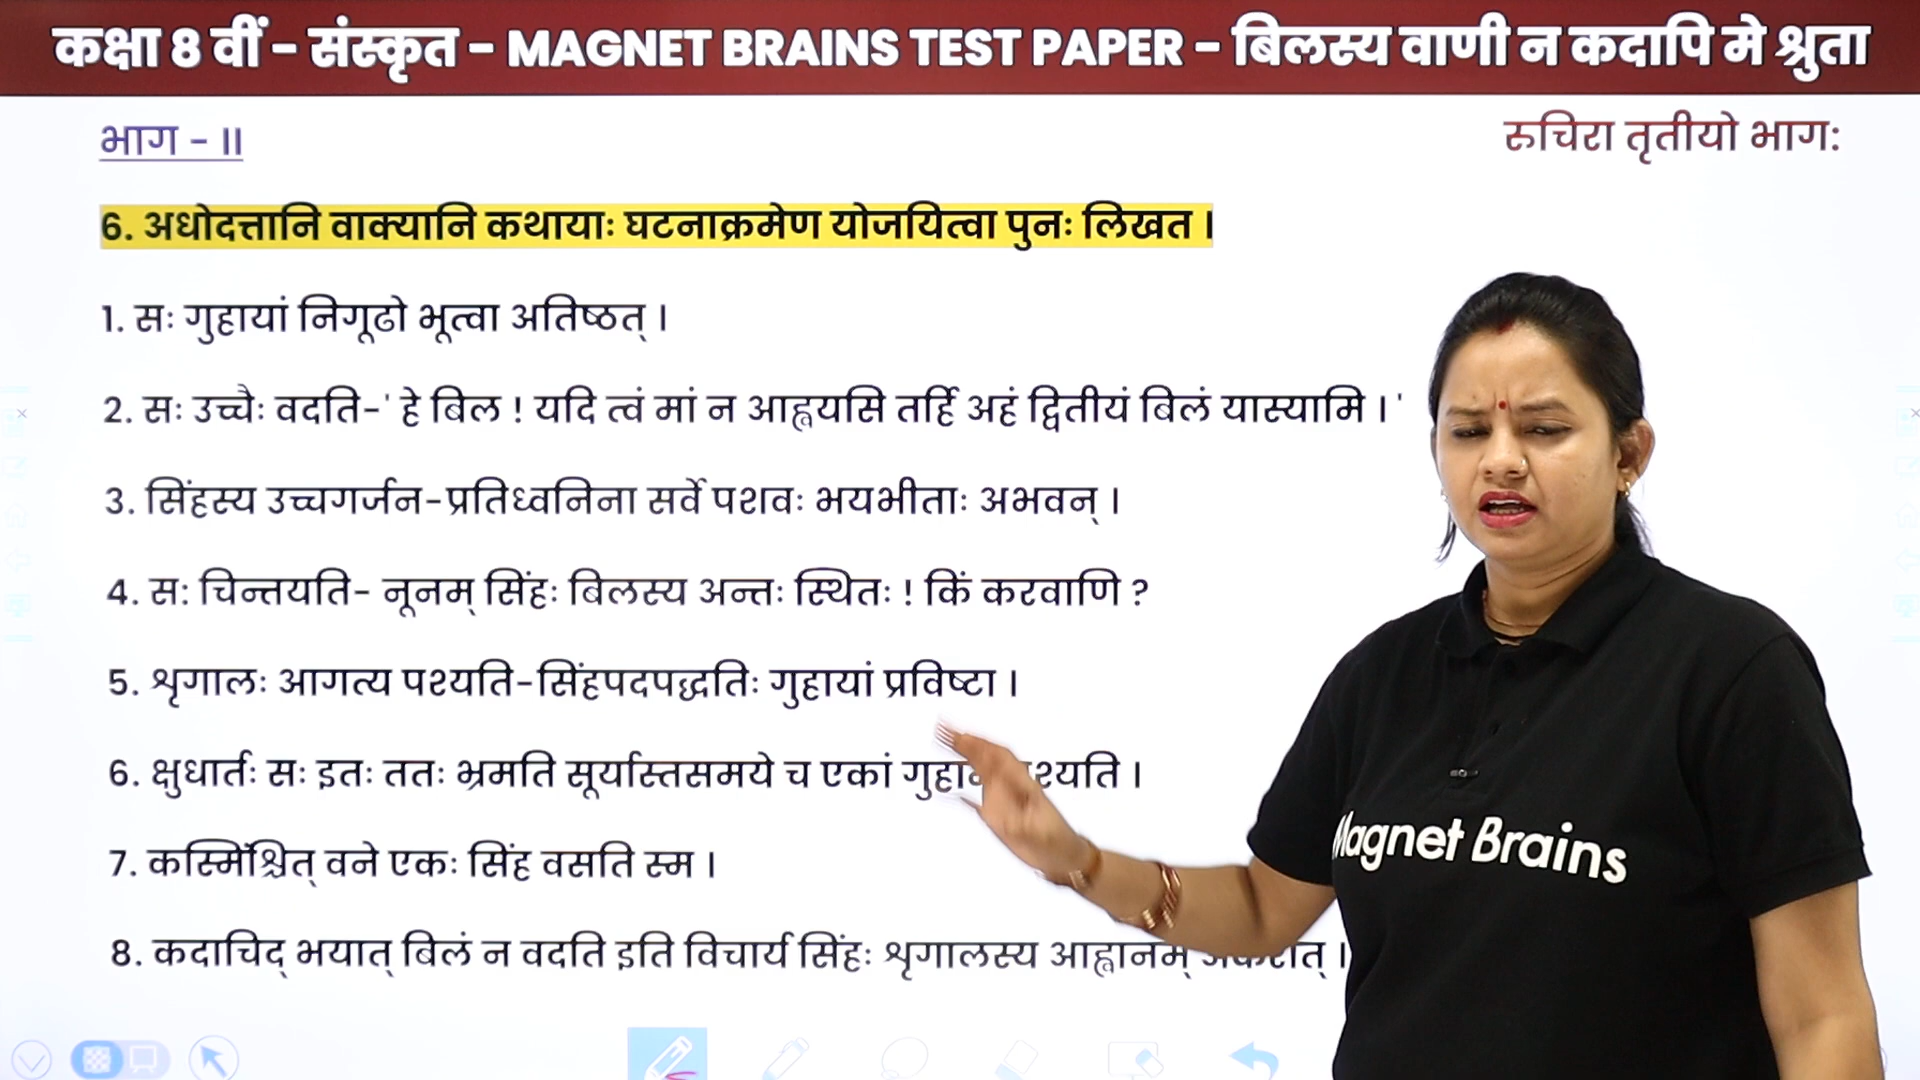 कक्षा 8 वीं – संस्कृत – MAGNET BRAINS TEST PAPER – बिलस्य वाणी न कदापि मे श्रुता
भाग – II
रुचिरा तृतीयो भाग:
6. अधोदत्तानि वाक्यानि कथायाः घटनाक्रमेण योजयित्वा पुनः लिखत ।
1. सः गुहायां निगूढो भूत्वा अतिष्ठत् ।
2. सः उच्चैः वदति-' हे बिल ! यदि त्वं मां न आह्वयसि तर्हि अहं द्वितीयं बिलं यास्यामि । '
3. सिंहस्य उच्चगर्जन-प्रतिध्वनिना सर्वे पशवः भयभीताः अभवन् ।
4. स: चिन्तयति- नूनम् सिंहः बिलस्य अन्तः स्थितः ! किं करवाणि ?
5. शृगालः आगत्य पश्यति-सिंहपदपद्धतिः गुहायां प्रविष्टा ।
6. क्षुधार्तः सः इतः ततः भ्रमति सूर्यास्तसमये च एकां ।
7. कस्मिंश्चित् वने एकः सिंह वसति स्म ।
8. कदाचिद् भयात् बिलं न वदति इति विचार्य सिंहः शृगालस्य आह्वानम् ।
Magnet Brains